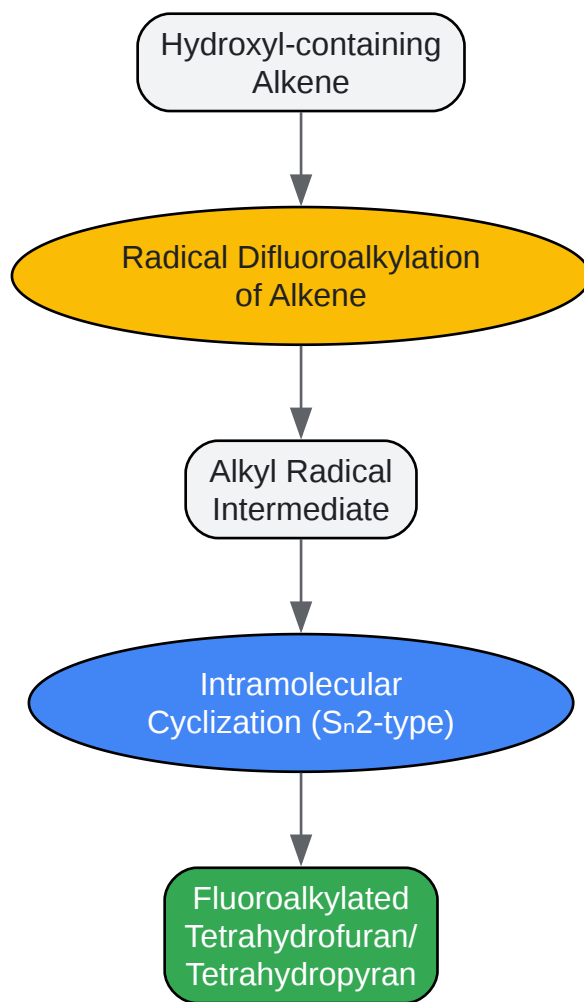 Hydroxyl-containing
Alkene
Radical Difluoroalkylation
of Alkene
Alkyl Radical
Intermediate
Intramolecular
Cyclization (Sₙ2-type)
Fluoroalkylated
Tetrahydrofuran/
Tetrahydropyran